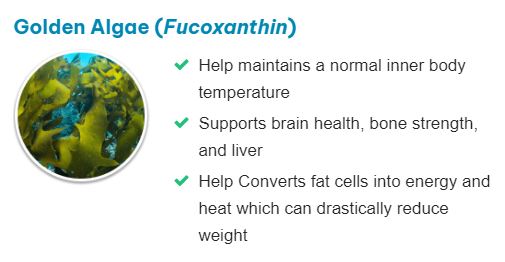 Golden Algae (Fucoxanthin)
Help maintains a normal inner body
temperature
Supports brain health, bone strength,
and liver
Help Converts fat cells into energy and
heat which can drastically reduce
weight